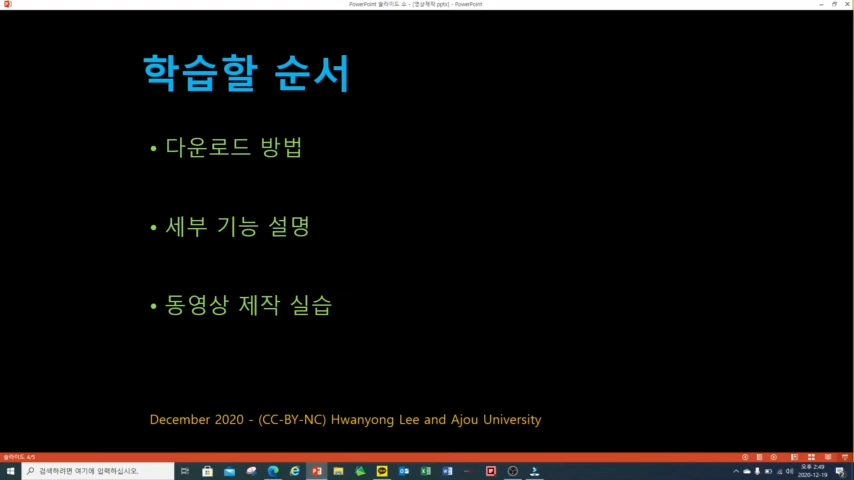 PowerPoint 슬라이드 쇼 - [영상제작.pptx] - PowerPoint
학습할 순서
• 다운로드 방법
• 세부 기능 설명
• 동영상 제작 실습
December 2020 - (CC-BY-NC) Hwanyong Lee and Ajou University
슬라이드 4/5
검색하려면 여기에 입력하십시오.
오후 2:49
2020-12-19